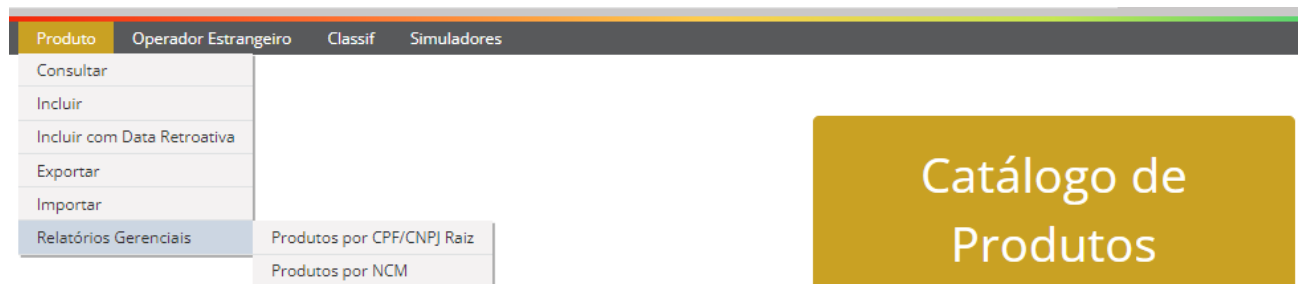 Produto Operador Estrangeiro Classif Simuladores
Consultar
Incluir
Incluir com Data Retroativa
Exportar
Importar
Relatórios Gerenciais
Produtos por CPF/CNPJ Raiz
Produtos por NCM
Catálogo de
Produtos